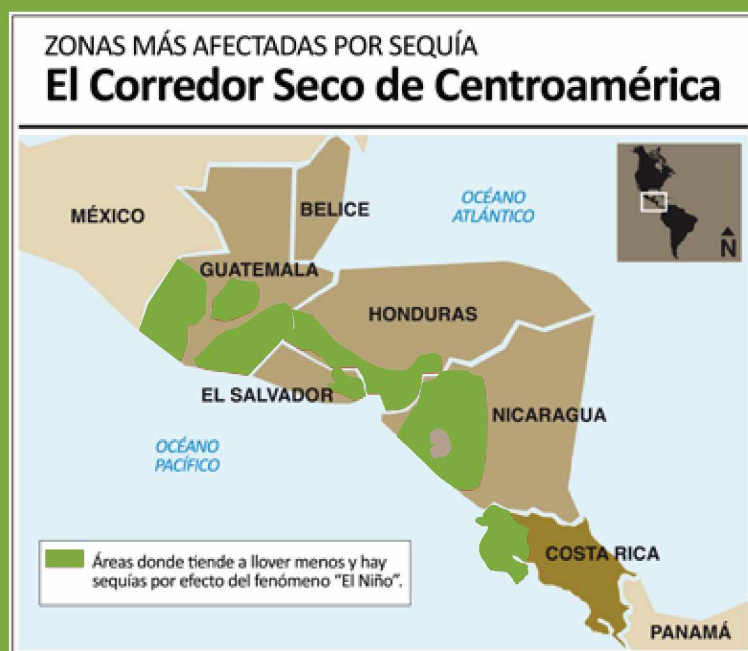 ZONAS MÁS AFECTADAS POR SEQUÍA
El Corredor Seco de Centroamérica
MÉXICO
BELICE
OCÉANO
ATLÁNTICO
N
GUATEMALA
HONDURAS
EL SALVADOR
NICARAGUA
OCÉANO
PACÍFICO
COSTA RICA
Áreas donde tiende a llover menos y hay
sequías por efecto del fenómeno "El Niño".
PANAMÁ